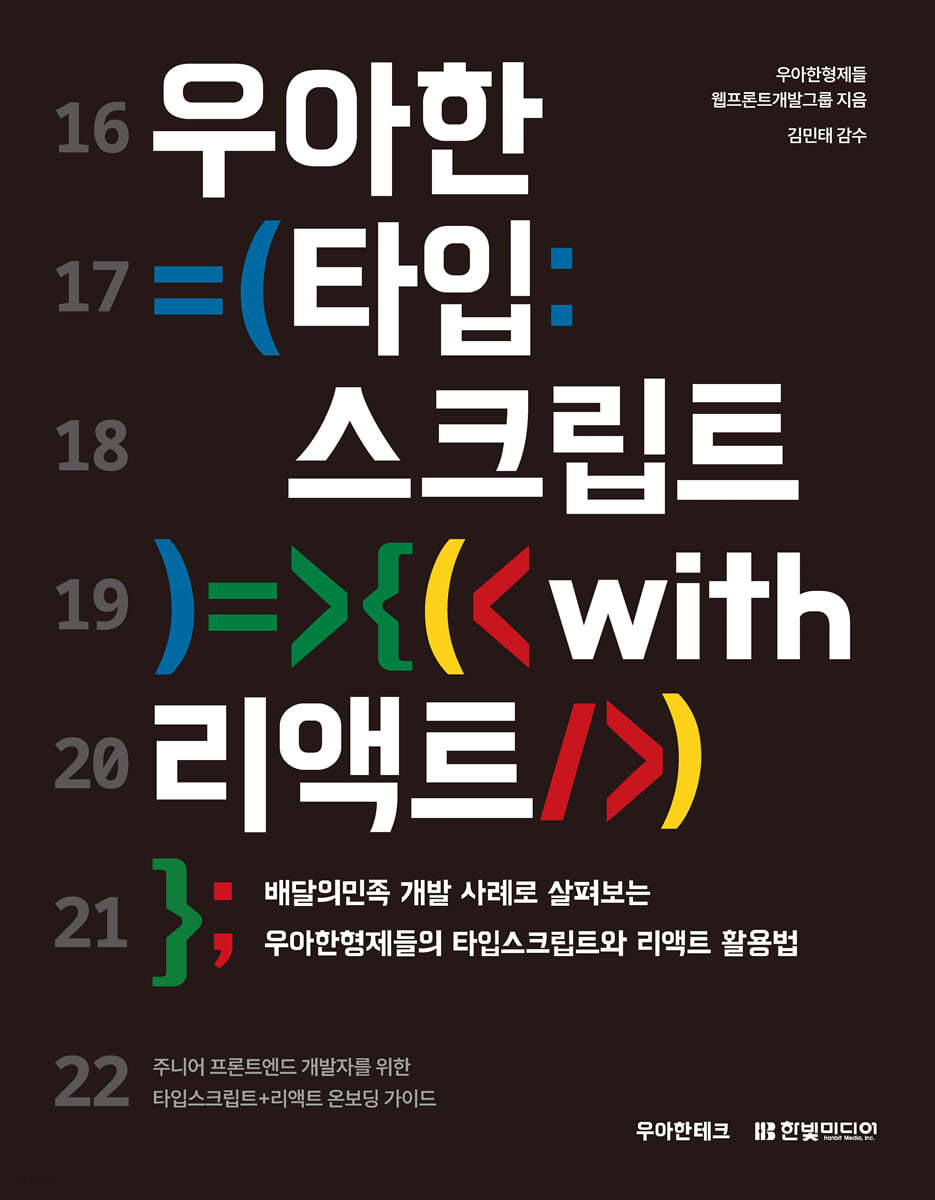 우아한형제들
웹프론트개발그룹 지음
김민태 감수
16 우아한
17 =(타입:
18 스크립트
19 )=>{(<with
20 리액트/>)
21 };
배달의민족 개발 사례로 살펴보는
우아한형제들의 타입스크립트와 리액트 활용법
22 주니어 프론트엔드 개발자를 위한
타입스크립트+리액트 온보딩 가이드
우아한테크
한빛미디어
Hanbit Media, Inc.